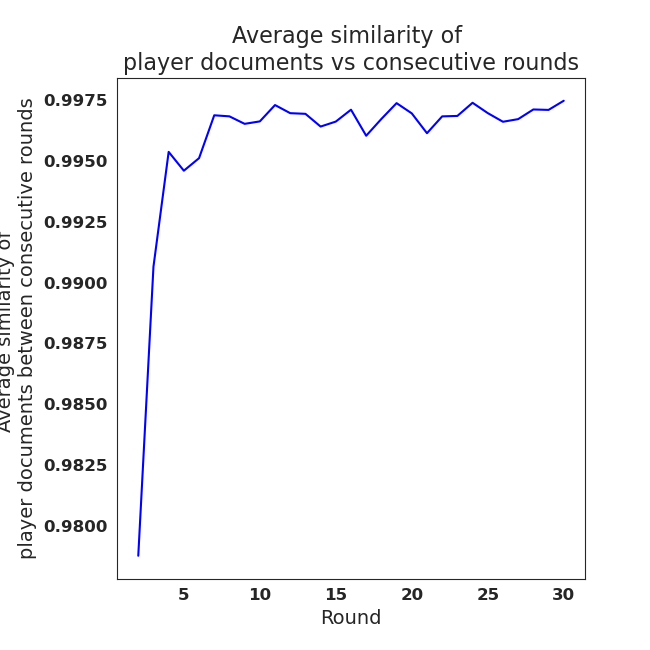 Average similarity of
player documents vs consecutive rounds
Average similarity of
player documents between consecutive rounds
0.9975
0.9950
0.9925
0.9900
0.9875
0.9850
0.9825
0.9800
5 10 15 20 25 30
Round